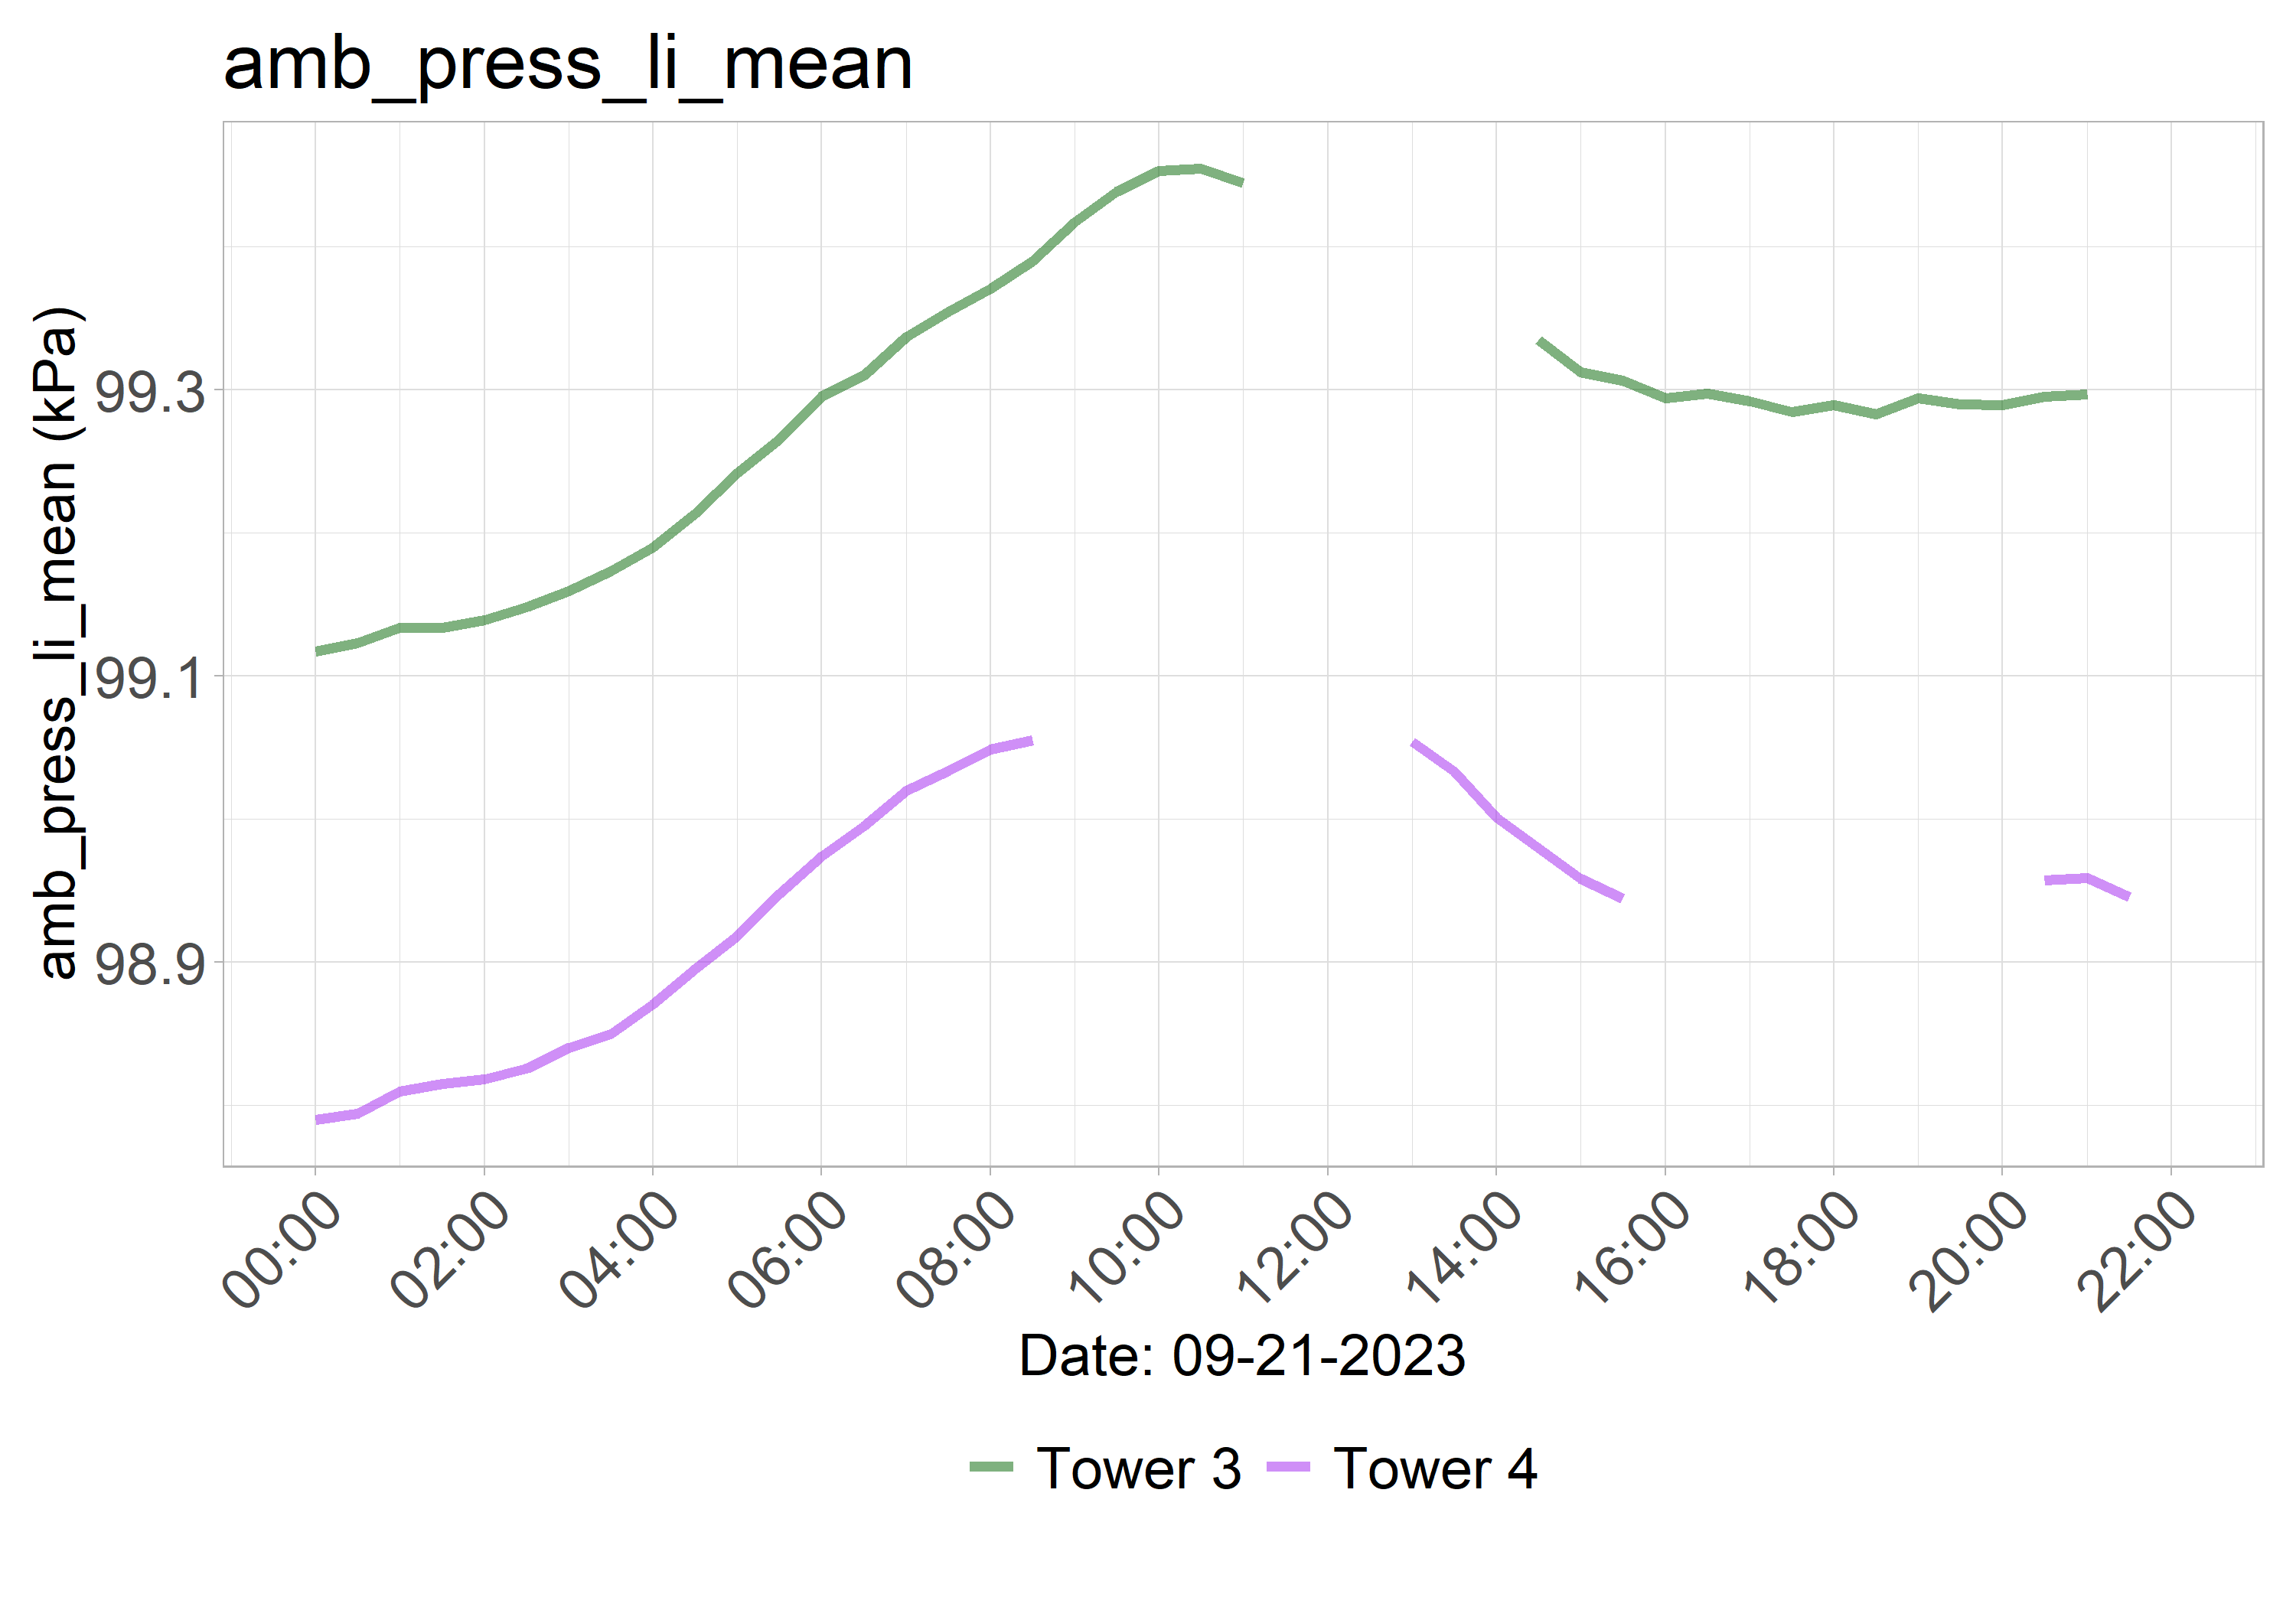 amb_press_li_mean
amb_press_li_mean (kPa)
99.3
99.1
98.9
00:00 02:00 04:00 06:00 08:00 10:00 12:00 14:00 16:00 18:00 20:00 22:00
Date: 09-21-2023
Tower 3 Tower 4